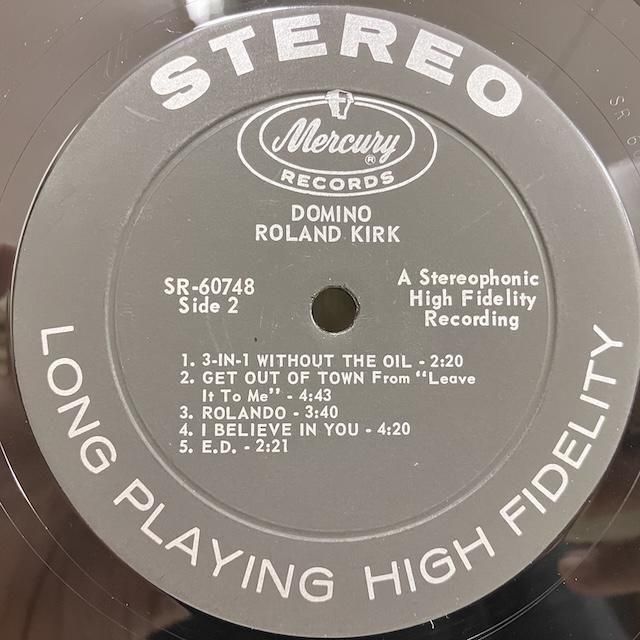 STEREO
Mercury
®
RECORDS
DOMINO
ROLAND KIRK
SR-60748
Side 2
A Stereophonic
High Fidelity
Recording
1. 3-IN-1 WITHOUT THE OIL - 2:20
2. GET OUT OF TOWN From "Leave
It To Me" - 4:43
3. ROLANDO - 3:40
4. I BELIEVE IN YOU - 4:20
5. E.D. - 2:21
LONG PLAYING HIGH FIDELITY
SR 6